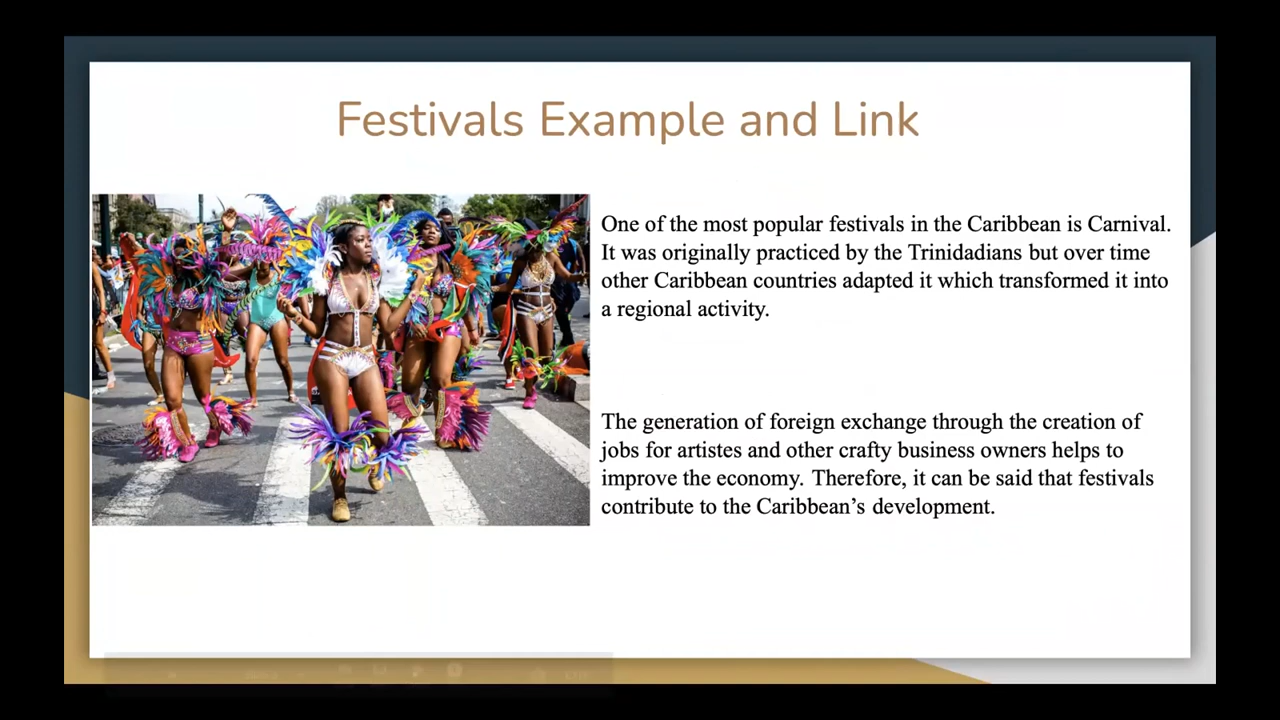 Festivals Example and Link
One of the most popular festivals in the Caribbean is Carnival.
It was originally practiced by the Trinidadians but over time
other Caribbean countries adapted it which transformed it into
a regional activity.
The generation of foreign exchange through the creation of
jobs for artistes and other crafty business owners helps to
improve the economy. Therefore, it can be said that festivals
contribute to the Caribbean’s development.